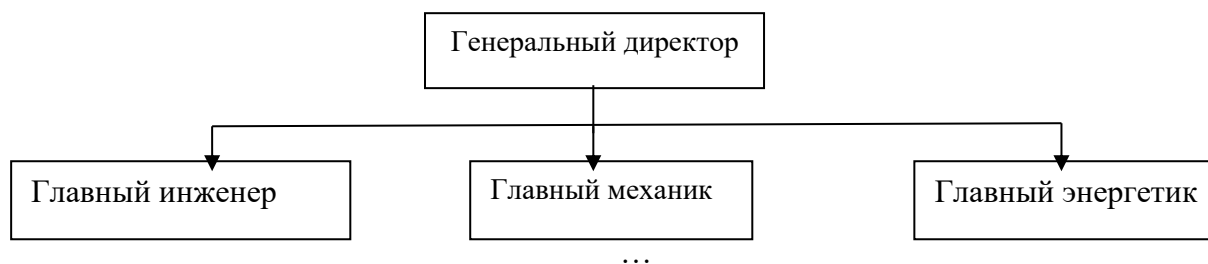 Генеральный директор
Главный инженер
Главный механик
Главный энергетик
…